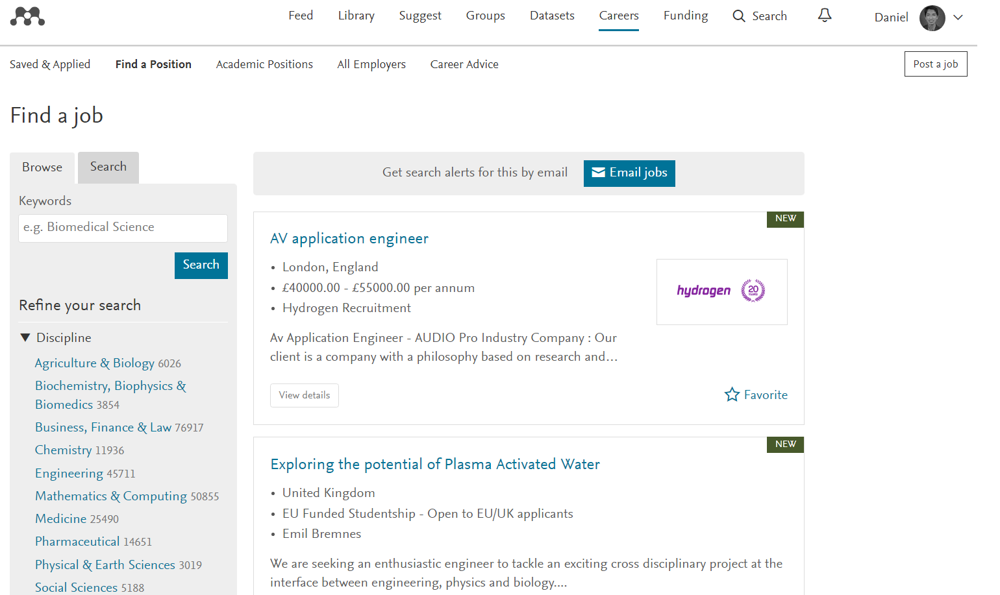 Feed Library Suggest Groups Datasets Careers Funding Search Daniel
Saved & Applied Find a Position Academic Positions All Employers Career Advice Post a job
Find a job
Browse Search
Keywords
e.g. Biomedical Science
Search
Refine your search
Discipline
Agriculture & Biology 6026
Biochemistry, Biophysics &
Biomedics 3854
Business, Finance & Law 76917
Chemistry 11936
Engineering 45711
Mathematics & Computing 50855
Medicine 25490
Pharmaceutical 14651
Physical & Earth Sciences 3019
Social Sciences 5188
Get search alerts for this by email Email jobs
NEW
AV application engineer
• London, England
• £40000.00 - £55000.00 per annum
• Hydrogen Recruitment
hydrogen 20 YEARS
Av Application Engineer - AUDIO Pro Industry Company : Our
client is a company with a philosophy based on research and...
View details Favorite
NEW
Exploring the potential of Plasma Activated Water
• United Kingdom
• EU Funded Studentship - Open to EU/UK applicants
• Emil Bremnes
We are seeking an enthusiastic engineer to tackle an exciting cross disciplinary project at the
interface between engineering, physics and biology....